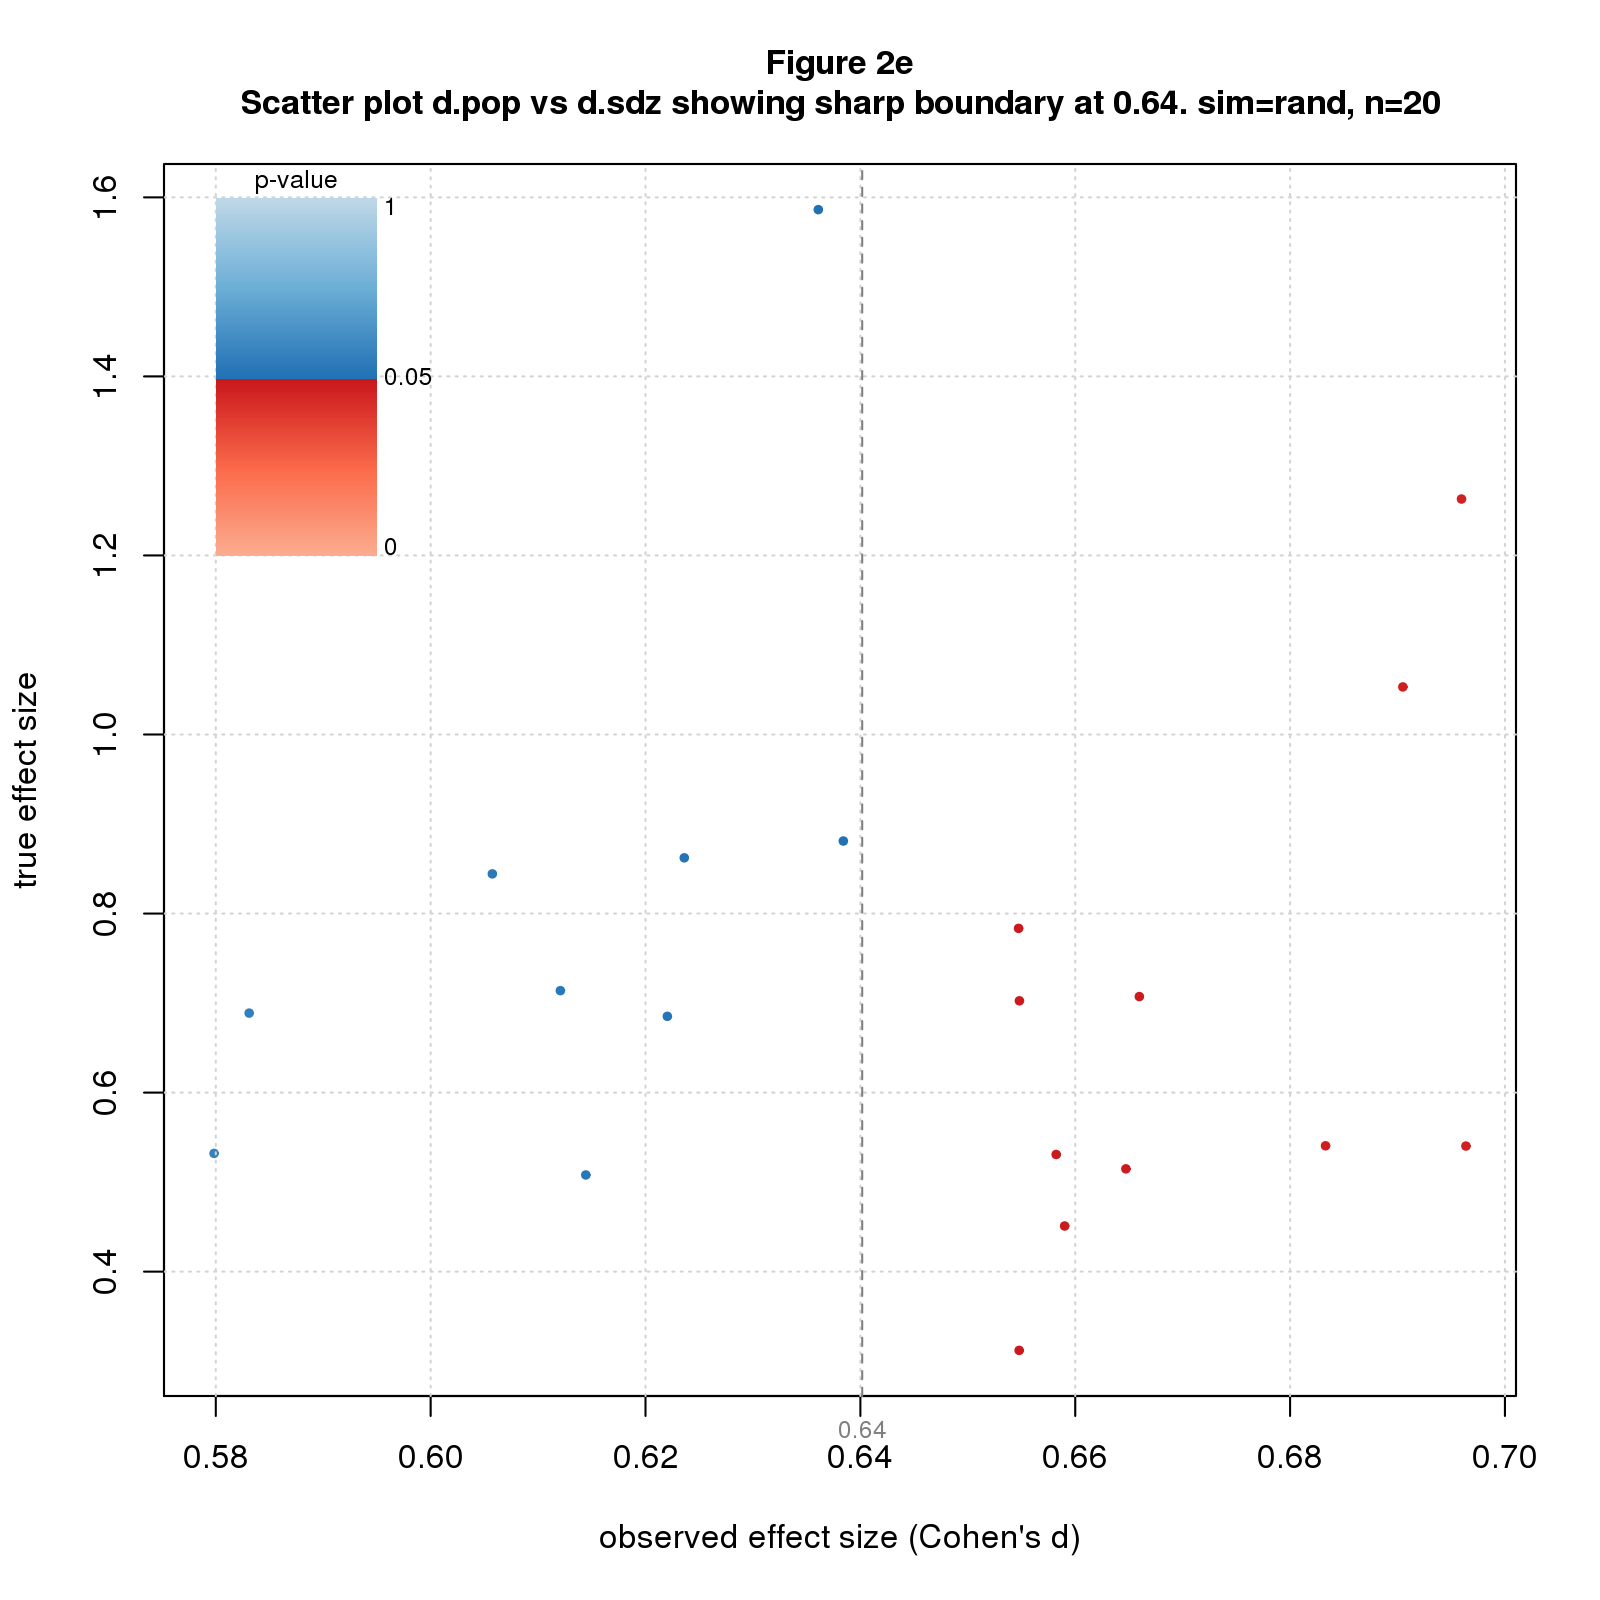 Figure 2e
Scatter plot d.pop vs d.sdz showing sharp boundary at 0.64. sim=rand, n=20
p-value
1
0.05
0
1.6
1.4
1.2
1.0
0.8
0.6
0.4
true effect size
0.64
0.58 0.60 0.62 0.64 0.66 0.68 0.70
observed effect size (Cohen's d)